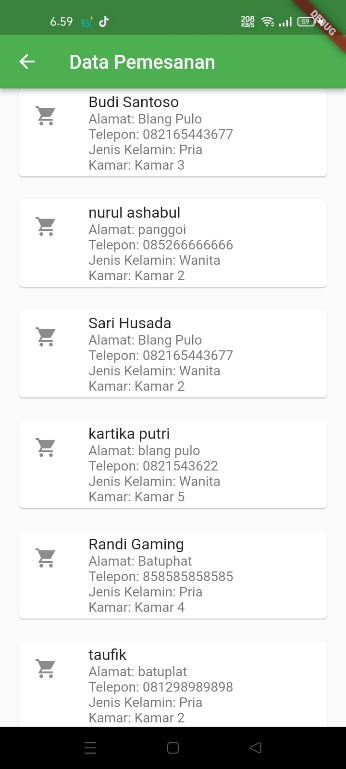 6.59
208
KB/S
59
DEBUG
Data Pemesanan
Budi Santoso
Alamat: Blang Pulo
Telepon: 082165443677
Jenis Kelamin: Pria
Kamar: Kamar 3
nurul ashabul
Alamat: panggoi
Telepon: 085266666666
Jenis Kelamin: Wanita
Kamar: Kamar 2
Sari Husada
Alamat: Blang Pulo
Telepon: 082165443677
Jenis Kelamin: Wanita
Kamar: Kamar 2
kartika putri
Alamat: blang pulo
Telepon: 0821543622
Jenis Kelamin: Wanita
Kamar: Kamar 5
Randi Gaming
Alamat: Batuphat
Telepon: 858585858585
Jenis Kelamin: Pria
Kamar: Kamar 4
taufik
Alamat: batuplat
Telepon: 081298989898
Jenis Kelamin: Pria
Kamar: Kamar 2